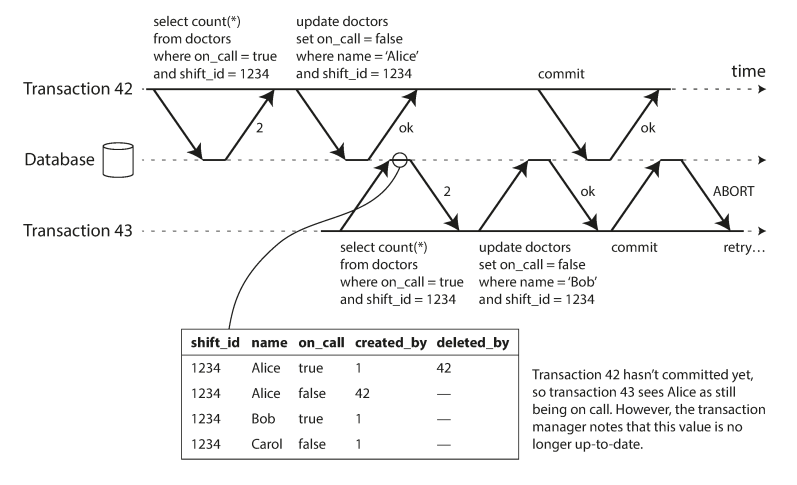 select count(*)
from doctors
where on_call = true
and shift_id = 1234
update doctors
set on_call = false
where name = ‘Alice’
and shift_id = 1234
commit
time
Transaction 42
2
ok
ok
Database
2
ok
ABORT
Transaction 43
select count(*)
from doctors
where on_call = true
and shift_id = 1234
update doctors
set on_call = false
where name = ‘Bob’
and shift_id = 1234
commit
retry…
shift_id name on_call created_by deleted_by
1234 Alice true 1 42
1234 Alice false 42 —
1234 Bob true 1 —
1234 Carol false 1 —
Transaction 42 hasn’t committed yet,
so transaction 43 sees Alice as still
being on call. However, the transaction
manager notes that this value is no
longer up-to-date.